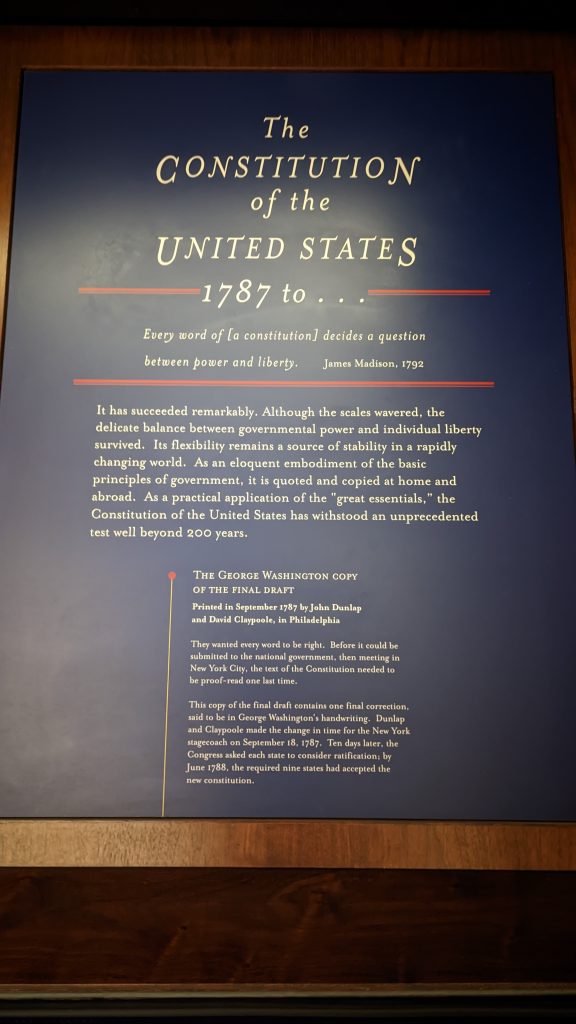 The
CONSTITUTION
of the
UNITED STATES
1787 to . . .
Every word of [a constitution] decides a question
between power and liberty. James Madison, 1792
It has succeeded remarkably. Although the scales wavered, the
delicate balance between governmental power and individual liberty
survived. Its flexibility remains a source of stability in a rapidly
changing world. As an eloquent embodiment of the basic
principles of government, it is quoted and copied at home and
abroad. As a practical application of the "great essentials," the
Constitution of the United States has withstood an unprecedented
test well beyond 200 years.
THE GEORGE WASHINGTON COPY
OF THE FINAL DRAFT
Printed in September 1787 by John Dunlap
and David Claypoole, in Philadelphia
They wanted every word to be right. Before it could be
submitted to the national government, then meeting in
New York City, the text of the Constitution needed to
be proof-read one last time.
This copy of the final draft contains one final correction,
said to be in George Washington's handwriting. Dunlap
and Claypoole made the change in time for the New York
stagecoach on September 18, 1787. Ten days later, the
Congress asked each state to consider ratification; by
June 1788, the required nine states had accepted the
new constitution.